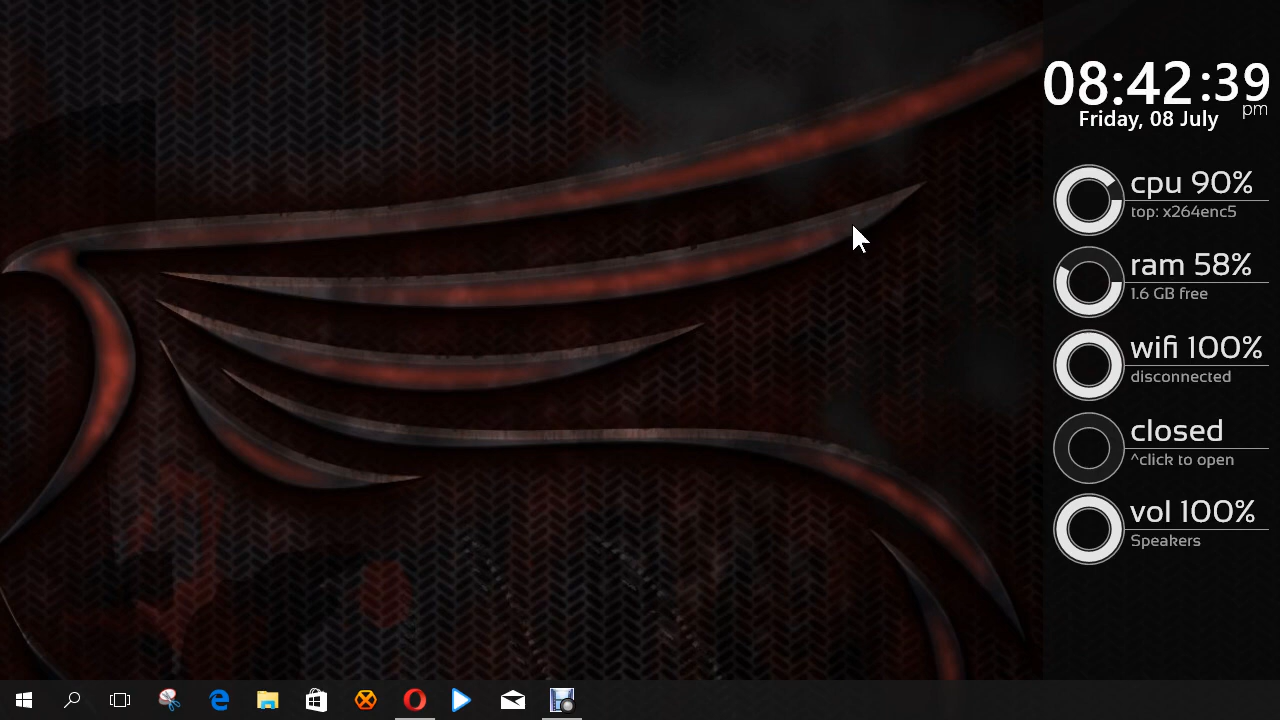 08:42:39
pm
Friday, 08 July
cpu 90%
top: x264enc5
ram 58%
1.6 GB free
wifi 100%
disconnected
closed
^click to open
vol 100%
Speakers